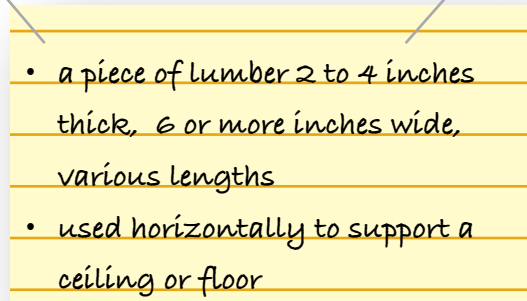 • a piece of lumber 2 to 4 inches
thick, 6 or more inches wide,
various lengths
• used horizontally to support a
ceiling or floor